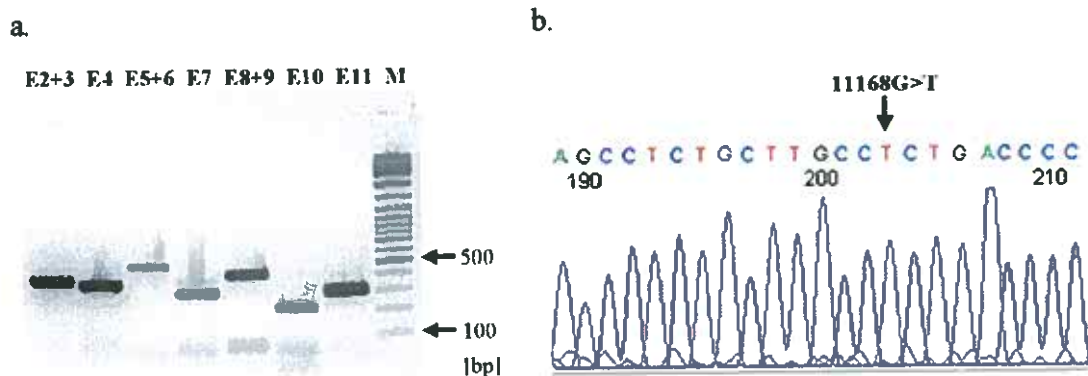 a.
E2+3 E4 E5+6 E7 E8+9 E10 E11 M
500
100
[bp]
b.
11168G>T
A G C C T C T G C T T G C C T C T G A C C C C
190 200 210